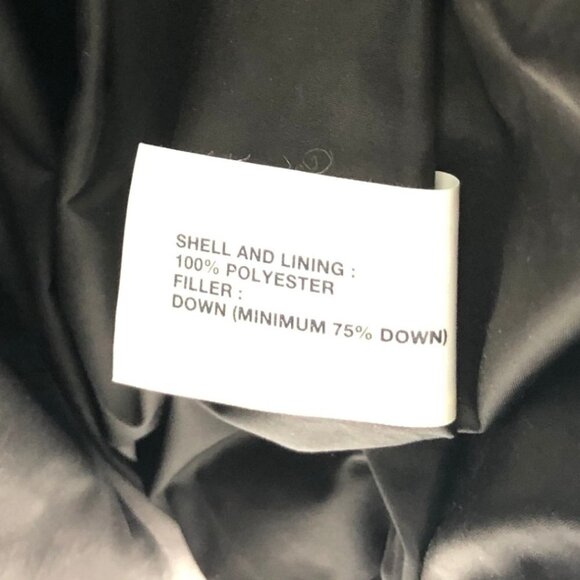 SHELL AND LINING :
100% POLYESTER
FILLER :
DOWN (MINIMUM 75% DOWN)